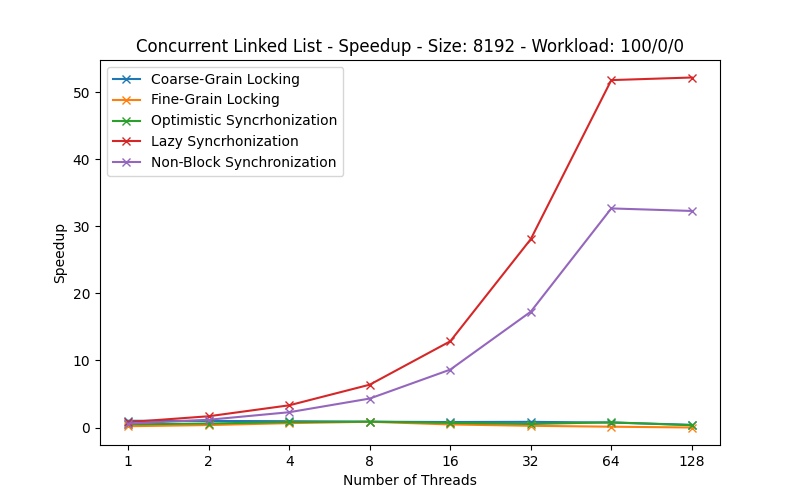 Concurrent Linked List - Speedup - Size: 8192 - Workload: 100/0/0
Coarse-Grain Locking
Fine-Grain Locking
Optimistic Syncrhonization
Lazy Syncrhonization
Non-Block Synchronization
Speedup
50
40
30
20
10
0
1 2 4 8 16 32 64 128
Number of Threads